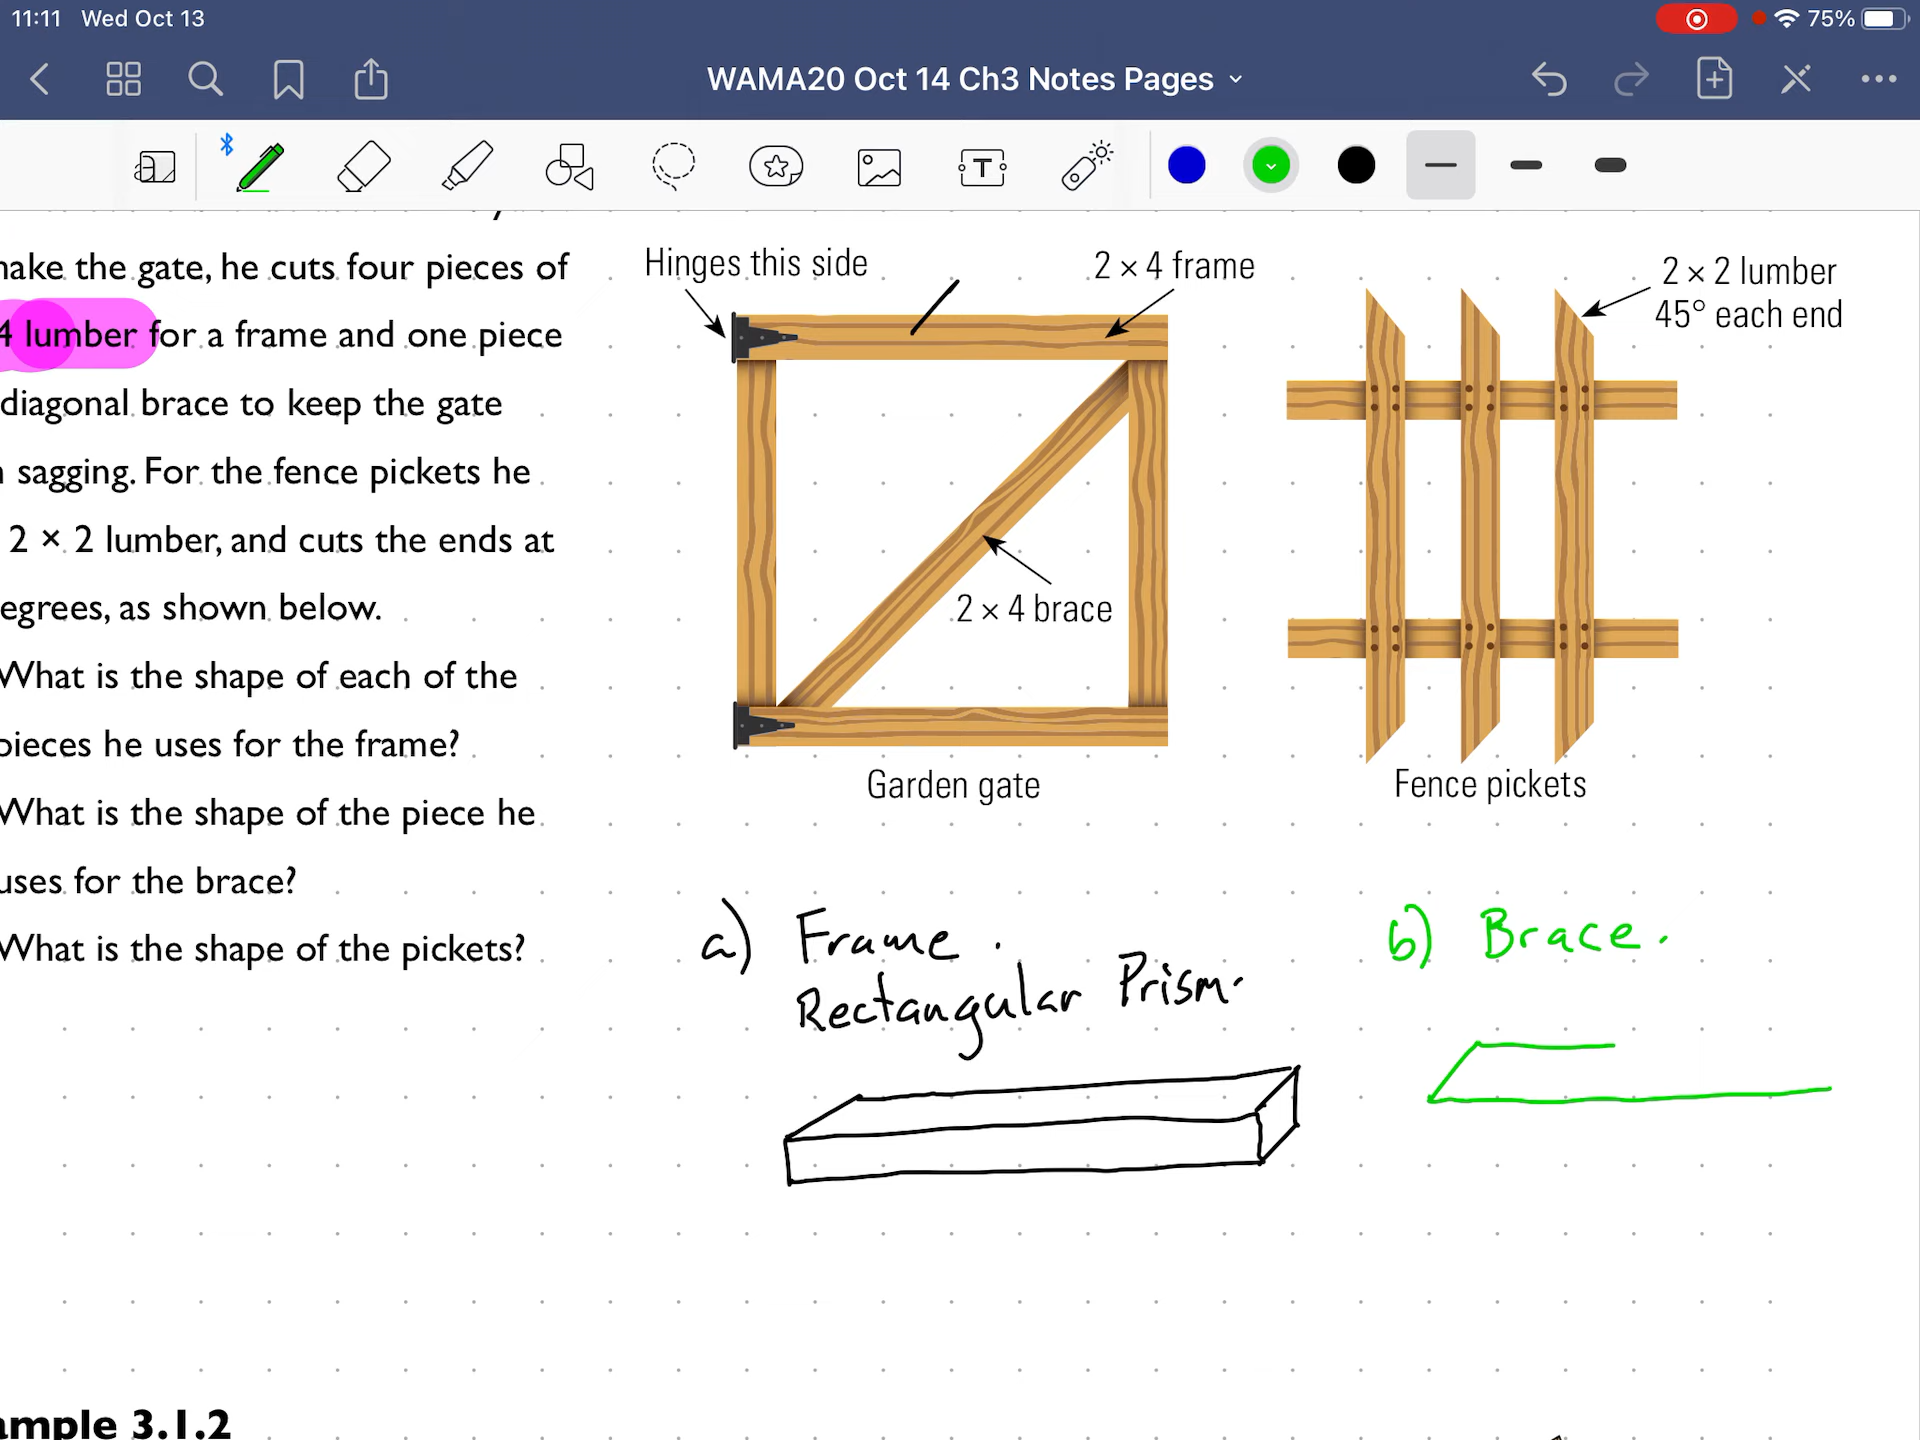 11:11 Wed Oct 13
75%
WAMA20 Oct 14 Ch3 Notes Pages
make the gate, he cuts four pieces of
4 lumber for a frame and one piece
diagonal brace to keep the gate
sagging. For the fence pickets he
2 × 2 lumber, and cuts the ends at
egrees, as shown below.
What is the shape of each of the
pieces he uses for the frame?
What is the shape of the piece he
uses for the brace?
What is the shape of the pickets?
Hinges this side
2 × 4 frame
2 × 4 brace
Garden gate
2 × 2 lumber
45° each end
Fence pickets
a) Frame.
Rectangular Prism.
b) Brace.
ample 3.1.2